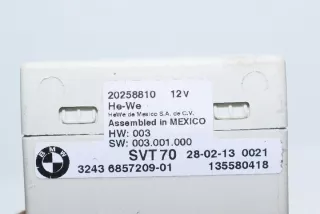 20258810 12V
He-We
HeWe de Mexico S.A. de C.V.
Assembled in MEXICO
HW: 003
SW: 003.001.000
SVT70 28-02-13 0021
BMW
3243 6857209-01 135580418